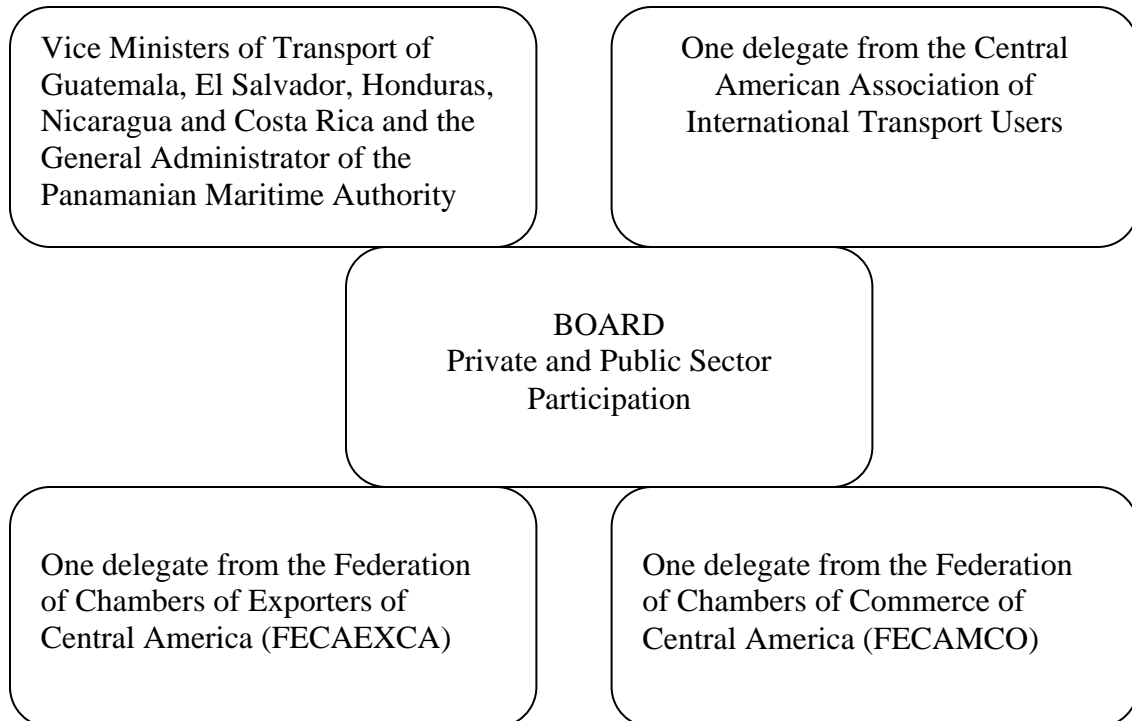 Vice Ministers of Transport of
Guatemala, El Salvador, Honduras,
Nicaragua and Costa Rica and the
General Administrator of the
Panamanian Maritime Authority
One delegate from the Central
American Association of
International Transport Users
BOARD
Private and Public Sector
Participation
One delegate from the Federation
of Chambers of Exporters of
Central America (FECAEXCA)
One delegate from the Federation
of Chambers of Commerce of
Central America (FECAMCO)